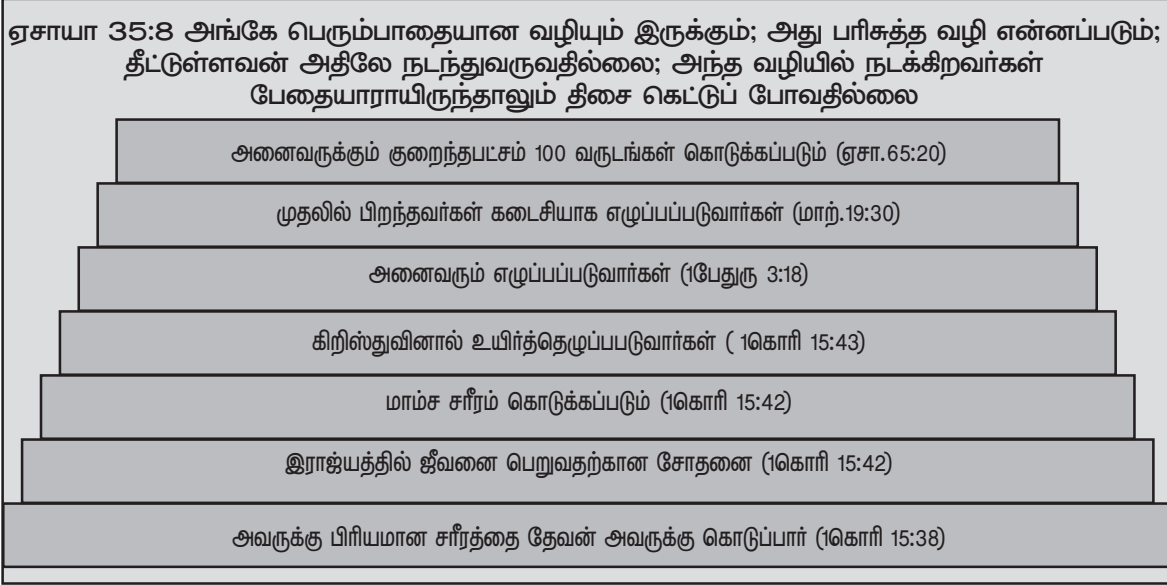 ஏசாயா 35:8 அங்கே பெரும்பாதையான வழியும் இருக்கும்; அது பரிசுத்த வழி என்னப்படும்;
தீட்டுள்ளவன் அதிலே நடந்துவருவதில்லை; அந்த வழியில் நடக்கிறவர்கள்
பேதையாராயிருந்தாலும் திசை கெட்டுப் போவதில்லை
அனைவருக்கும் குறைந்தபட்சம் 100 வருடங்கள் கொடுக்கப்படும் (ஏசா.65:20)
முதலில் பிறந்தவர்கள் கடைசியாக எழுப்பப்படுவார்கள் (மாற்.19:30)
அனைவரும் எழுப்பப்படுவார்கள் (1பேதுரு 3:18)
கிறிஸ்துவினால் உயிர்த்தெழுப்பபடுவார்கள் ( 1கொரி 15:43)
மாம்ச சரீரம் கொடுக்கப்படும் (1கொரி 15:42)
இராஜ்யத்தில் ஜீவனை பெறுவதற்கான சோதனை (1கொரி 15:42)
அவருக்கு பிரியமான சரீரத்தை தேவன் அவருக்கு கொடுப்பார் (1கொரி 15:38)